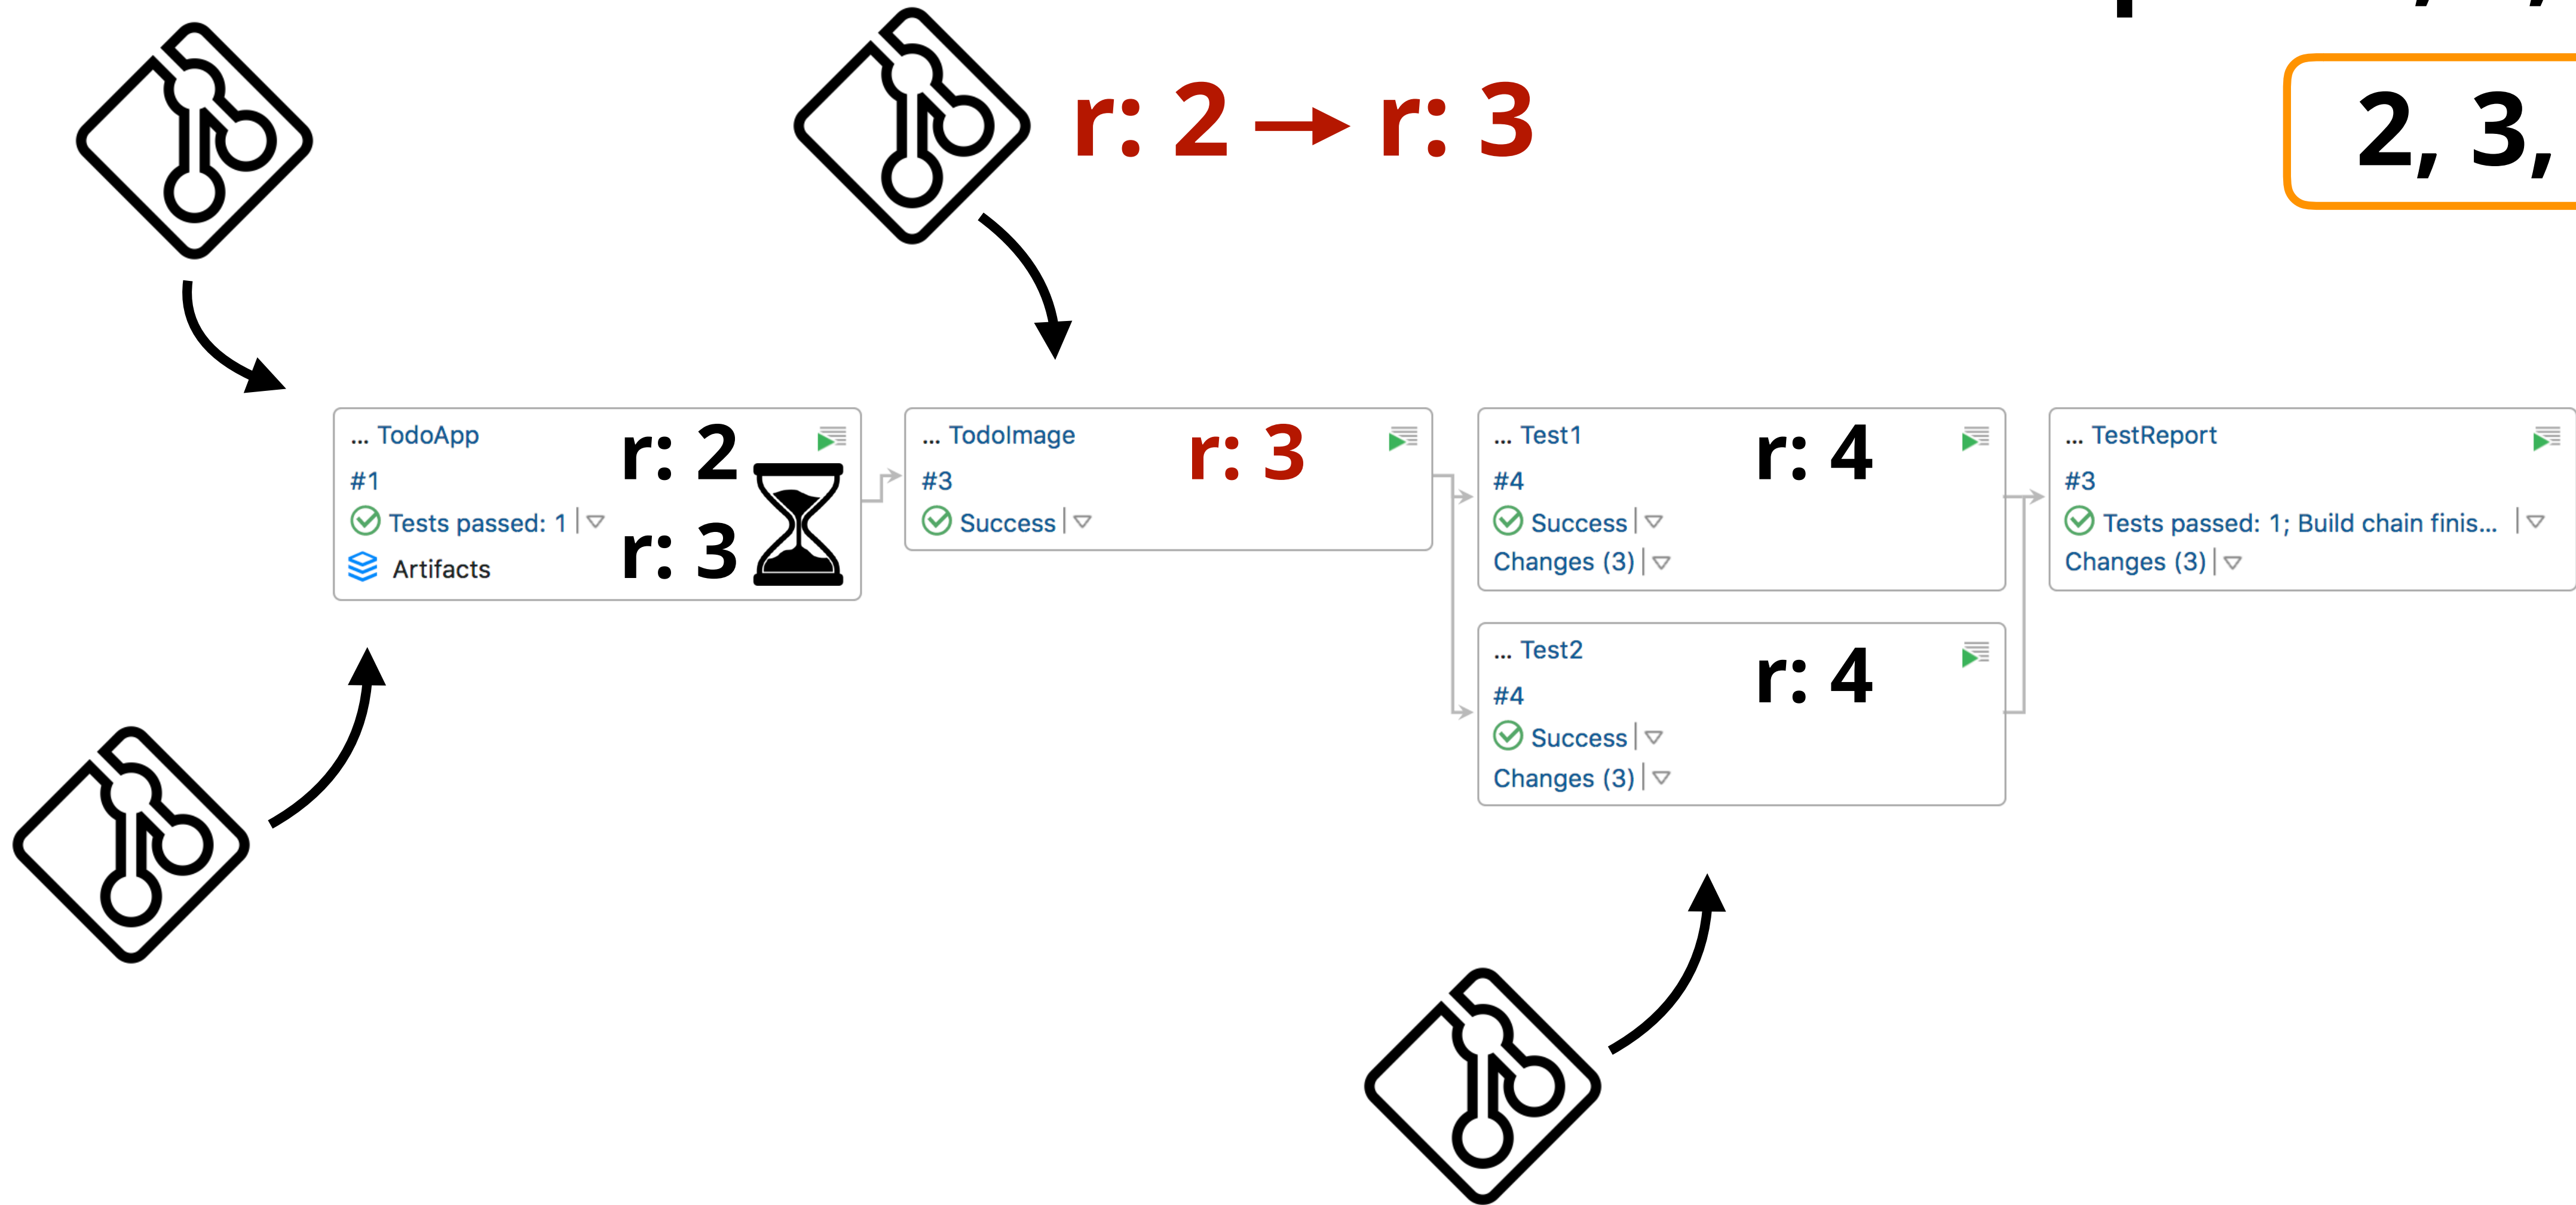 r: 2 → r: 3
2, 3,
... TodoApp
r: 2
#1
Tests passed: 1
r: 3
Artifacts
... TodoImage
r: 3
#3
Success
... Test1
r: 4
#4
Success
Changes (3)
... Test2
r: 4
#4
Success
Changes (3)
... TestReport
#3
Tests passed: 1; Build chain finis...
Changes (3)